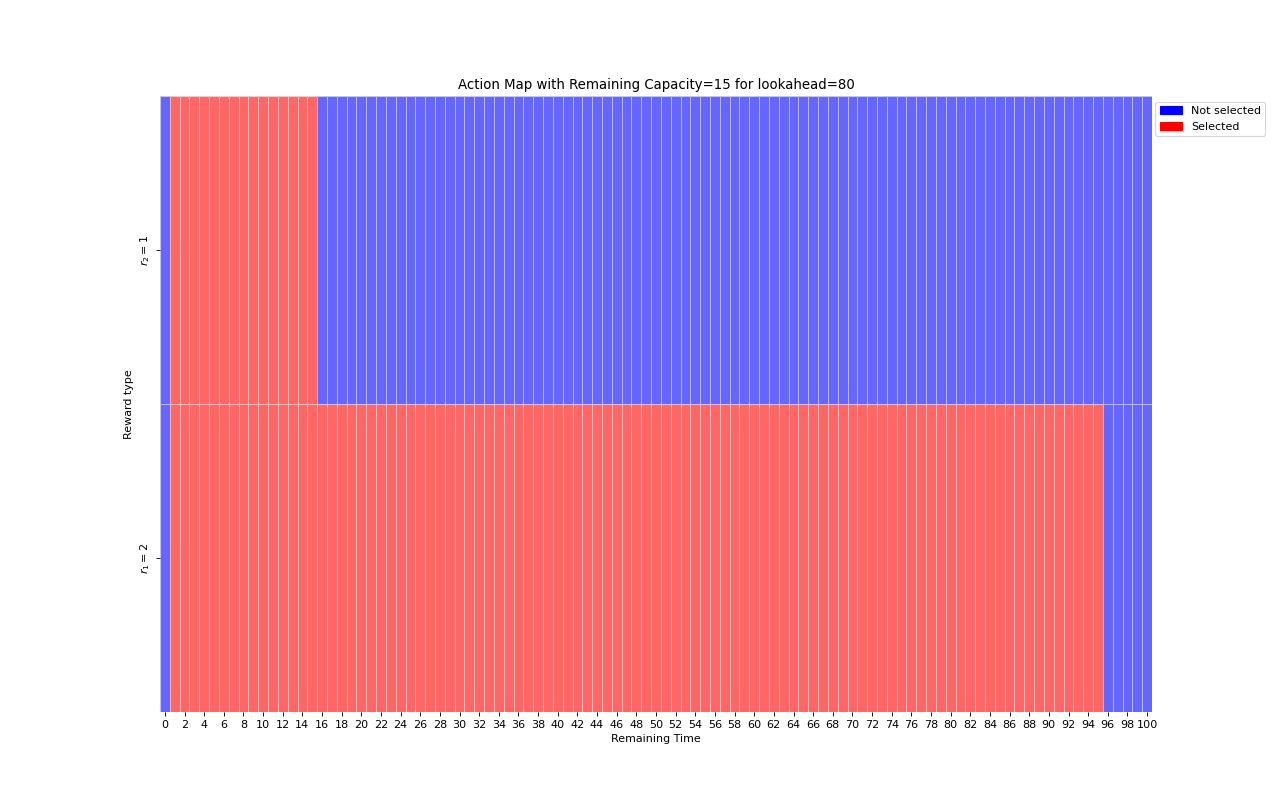 Action Map with Remaining Capacity=15 for lookahead=80
Not selected
Selected
Reward type
r₂ = 1
r₁ = 2
0 2 4 6 8 10 12 14 16 18 20 22 24 26 28 30 32 34 36 38 40 42 44 46 48 50 52 54 56 58 60 62 64 66 68 70 72 74 76 78 80 82 84 86 88 90 92 94 96 98 100
Remaining Time